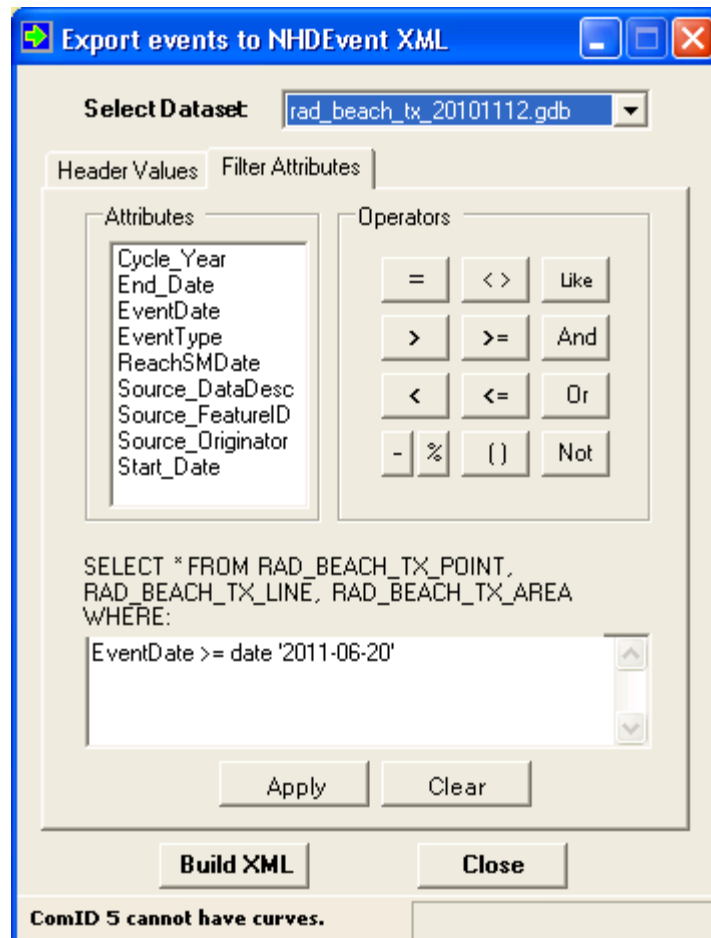 Export events to NHDEvent XML
Select Dataset: rad_beach_tx_20101112.gdb
Header Values Filter Attributes
Attributes
Cycle_Year
End_Date
EventDate
EventType
ReachSMDate
Source_DataDesc
Source_FeatureID
Source_Originator
Start_Date
Operators
= < > Like
> >= And
< <= Or
- % ( ) Not
SELECT * FROM RAD_BEACH_TX_POINT,
RAD_BEACH_TX_LINE, RAD_BEACH_TX_AREA
WHERE:
EventDate >= date '2011-06-20'
Apply Clear
Build XML Close
ComID 5 cannot have curves.